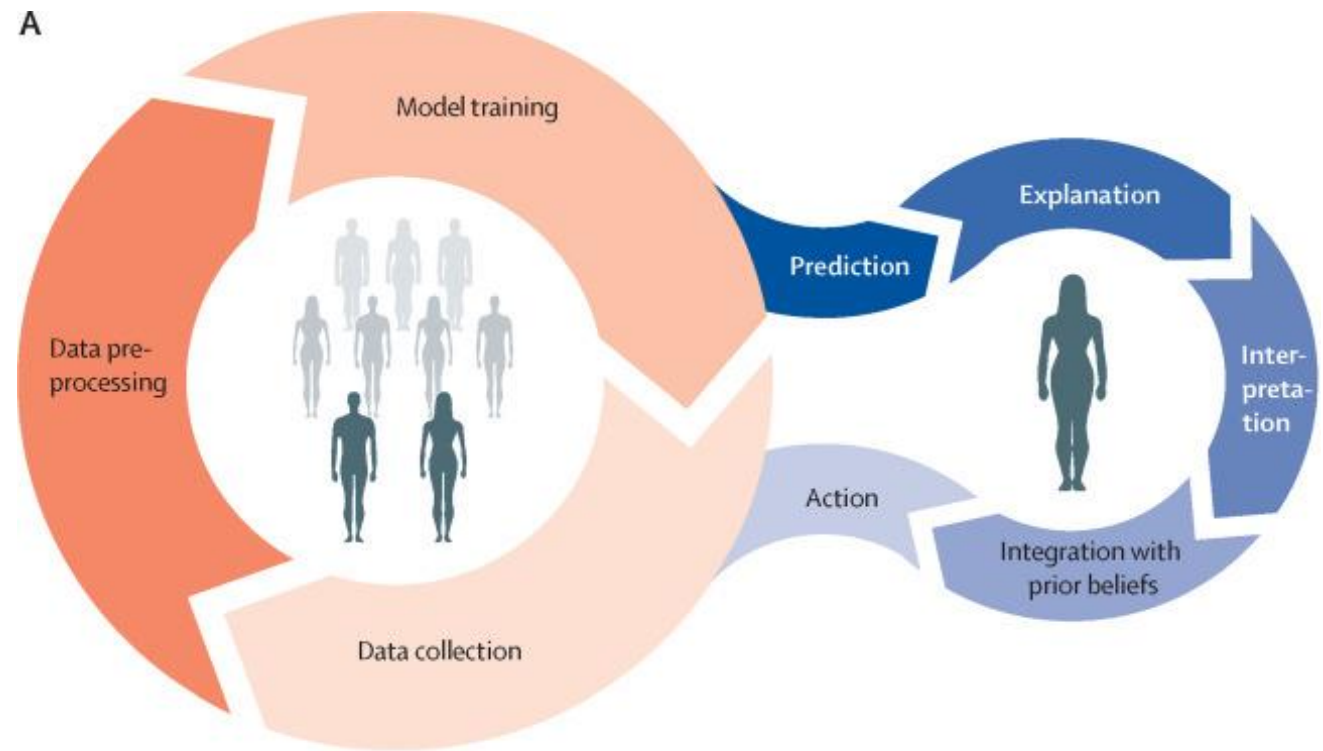 A
Model training
Explanation
Prediction
Data pre-
processing
Inter-
preta-
tion
Action
Integration with
prior beliefs
Data collection